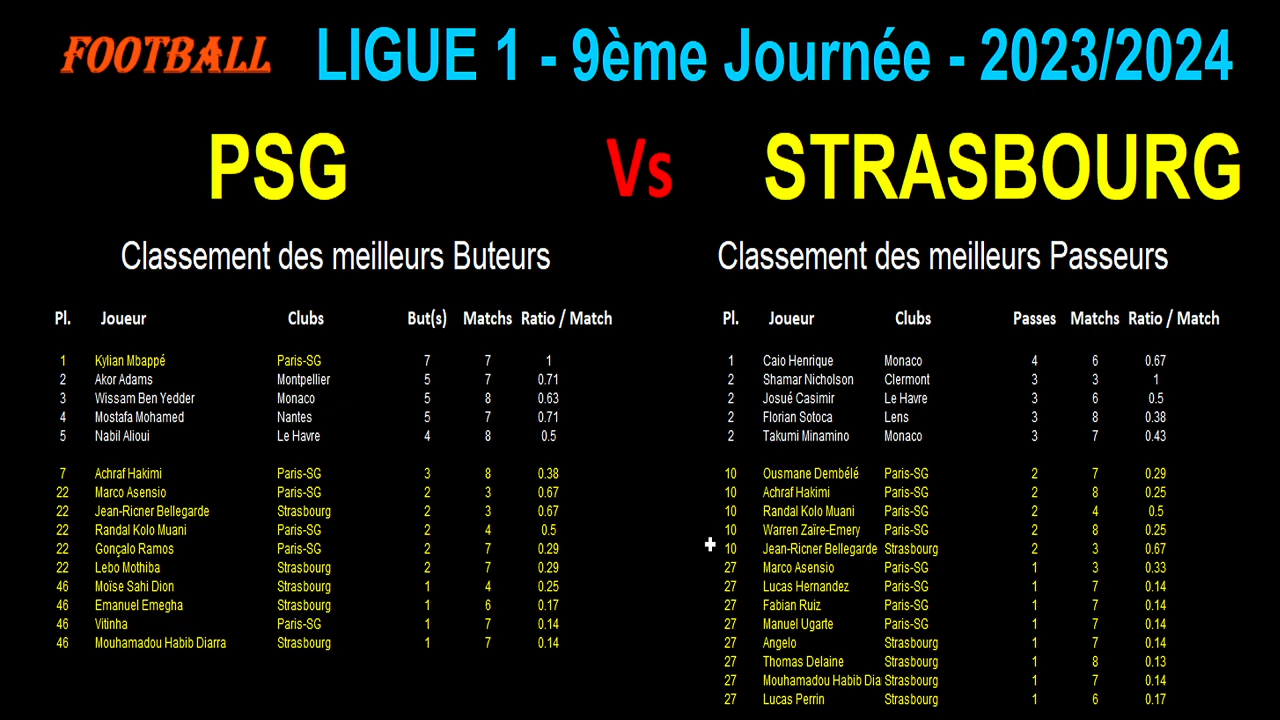 FOOTBALL LIGUE 1 - 9ème Journée - 2023/2024
PSG Vs STRASBOURG
Classement des meilleurs Buteurs
Pl. Joueur Clubs But(s) Matchs Ratio / Match
1 Kylian Mbappé Paris-SG 7 7 1
2 Akor Adams Montpellier 5 7 0.71
3 Wissam Ben Yedder Monaco 5 8 0.63
4 Mostafa Mohamed Nantes 5 7 0.71
5 Nabil Alioui Le Havre 4 8 0.5
7 Achraf Hakimi Paris-SG 3 8 0.38
22 Marco Asensio Paris-SG 2 3 0.67
22 Jean-Ricner Bellegarde Strasbourg 2 3 0.67
22 Randal Kolo Muani Paris-SG 2 4 0.5
22 Gonçalo Ramos Paris-SG 2 7 0.29
22 Lebo Mothiba Strasbourg 2 7 0.29
46 Moïse Sahi Dion Strasbourg 1 4 0.25
46 Emanuel Emegha Strasbourg 1 6 0.17
46 Vitinha Paris-SG 1 7 0.14
46 Mouhamadou Habib Diarra Strasbourg 1 7 0.14
Classement des meilleurs Passeurs
Pl. Joueur Clubs Passes Matchs Ratio / Match
1 Caio Henrique Monaco 4 6 0.67
2 Shamar Nicholson Clermont 3 3 1
2 Josué Casimir Le Havre 3 6 0.5
2 Florian Sotoca Lens 3 8 0.38
2 Takumi Minamino Monaco 3 7 0.43
10 Ousmane Dembélé Paris-SG 2 7 0.29
10 Achraf Hakimi Paris-SG 2 8 0.25
10 Randal Kolo Muani Paris-SG 2 4 0.5
10 Warren Zaïre-Emery Paris-SG 2 8 0.25
10 Jean-Ricner Bellegarde Strasbourg 2 3 0.67
27 Marco Asensio Paris-SG 1 3 0.33
27 Lucas Hernandez Paris-SG 1 7 0.14
27 Fabian Ruiz Paris-SG 1 7 0.14
27 Manuel Ugarte Paris-SG 1 7 0.14
27 Angelo Strasbourg 1 7 0.14
27 Thomas Delaine Strasbourg 1 8 0.13
27 Mouhamadou Habib Dia Strasbourg 1 7 0.14
27 Lucas Perrin Strasbourg 1 6 0.17